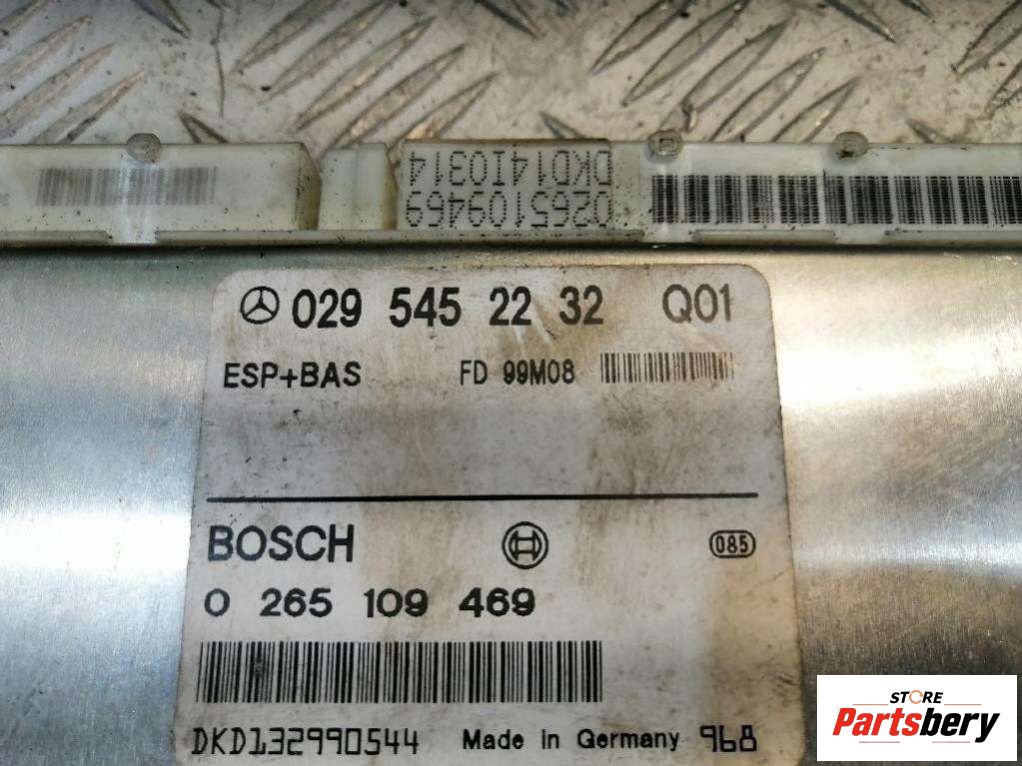 DKD14I0314
0265109469
029 545 22 32 Q01
ESP+BAS FD 99M08
BOSCH 085
0 265 109 469
DKD132990544 Made in Germany 968
STORE
Partsbery